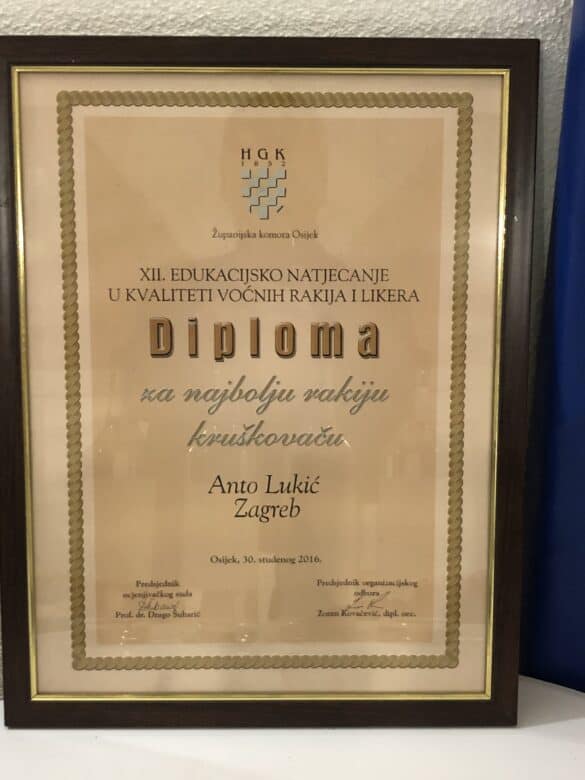 HGK
1852
Županijska komora Osijek
XII. EDUKACIJSKO NATJECANJE
U KVALITETI VOĆNIH RAKIJA I LIKERA
Diploma
za najbolju rakiju
kruškovaču
Anto Lukić
Zagreb
Osijek, 30. studenog 2016.
Predsjednik
ocjenjivačkog suda
Prof. dr. Drago Šubarić
Predsjednik organizacijskog
odbora
Zoran Kovačević, dipl. oec.